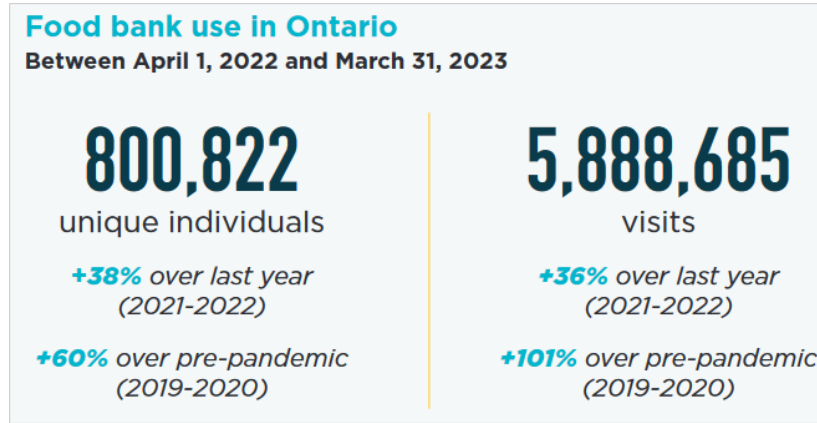 Food bank use in Ontario
Between April 1, 2022 and March 31, 2023
800,822
unique individuals
+38% over last year
(2021-2022)
+60% over pre-pandemic
(2019-2020)
5,888,685
visits
+36% over last year
(2021-2022)
+101% over pre-pandemic
(2019-2020)